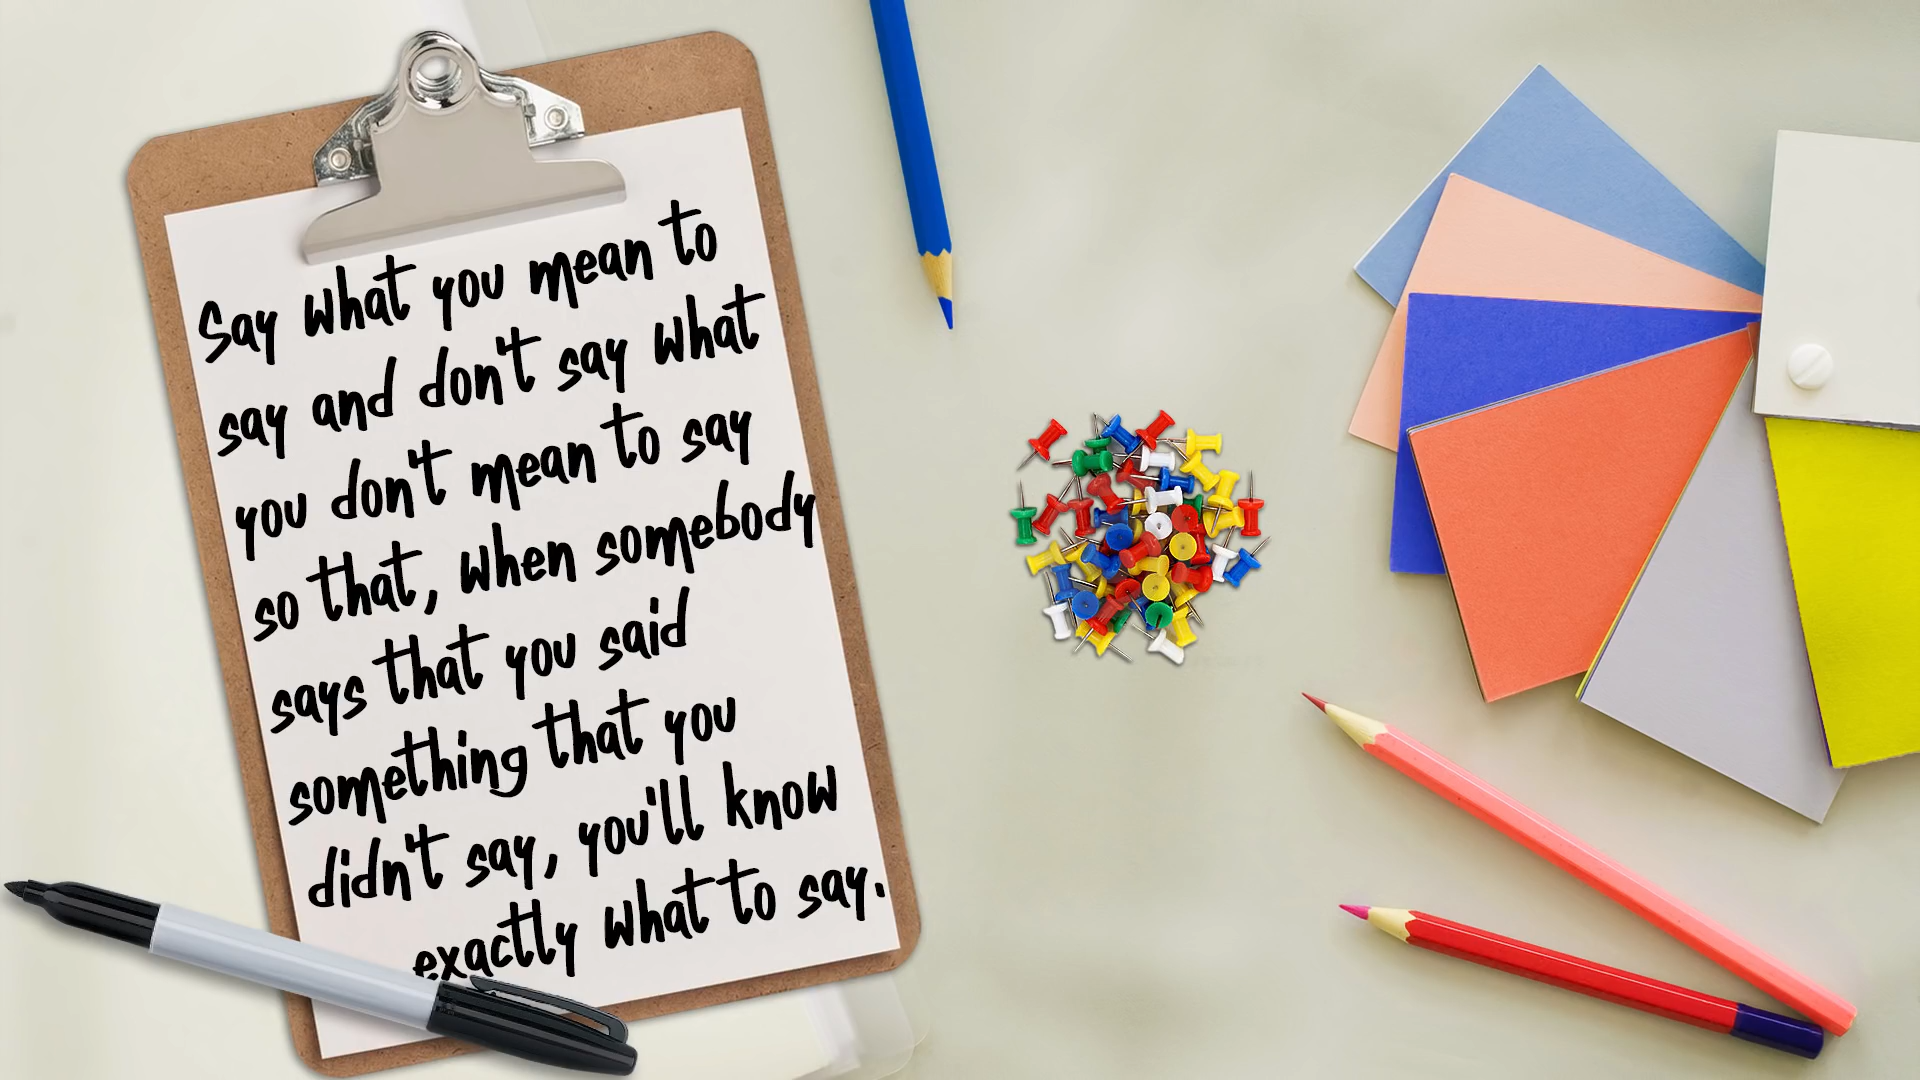 Say what you mean to
say and don't say what
you don't mean to say
so that, when somebody
says that you said
something that you
didn't say, you'll know
exactly what to say.